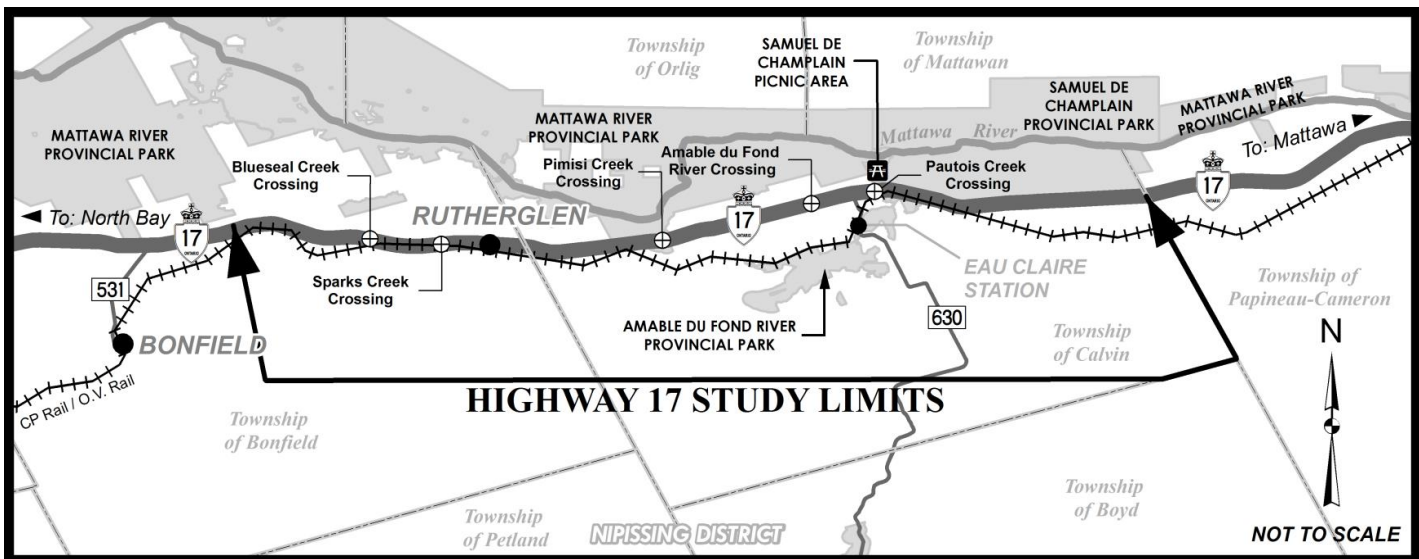 Township
of Orlig
SAMUEL DE
CHAMPLAIN
PICNIC AREA
Township
of Mattawan
MATTAWA RIVER
PROVINCIAL PARK
Blueseal Creek
Crossing
MATTAWA RIVER
PROVINCIAL PARK
Pimisi Creek
Crossing
Amable du Fond
River Crossing
Mattawa River
Pautois Creek
Crossing
SAMUEL DE
CHAMPLAIN
PROVINCIAL PARK
MATTAWA RIVER
PROVINCIAL PARK
To: Mattawa
To: North Bay
17
ONTARIO
RUTHERGLEN
17
ONTARIO
17
ONTARIO
531
Sparks Creek
Crossing
EAU CLAIRE
STATION
Township of
Papineau-Cameron
BONFIELD
AMABLE DU FOND RIVER
PROVINCIAL PARK
630
Township
of Calvin
N
CP Rail / O.V. Rail
HIGHWAY 17 STUDY LIMITS
Township
of Bonfield
Township
of Petland
NIPISSING DISTRICT
Township
of Boyd
NOT TO SCALE